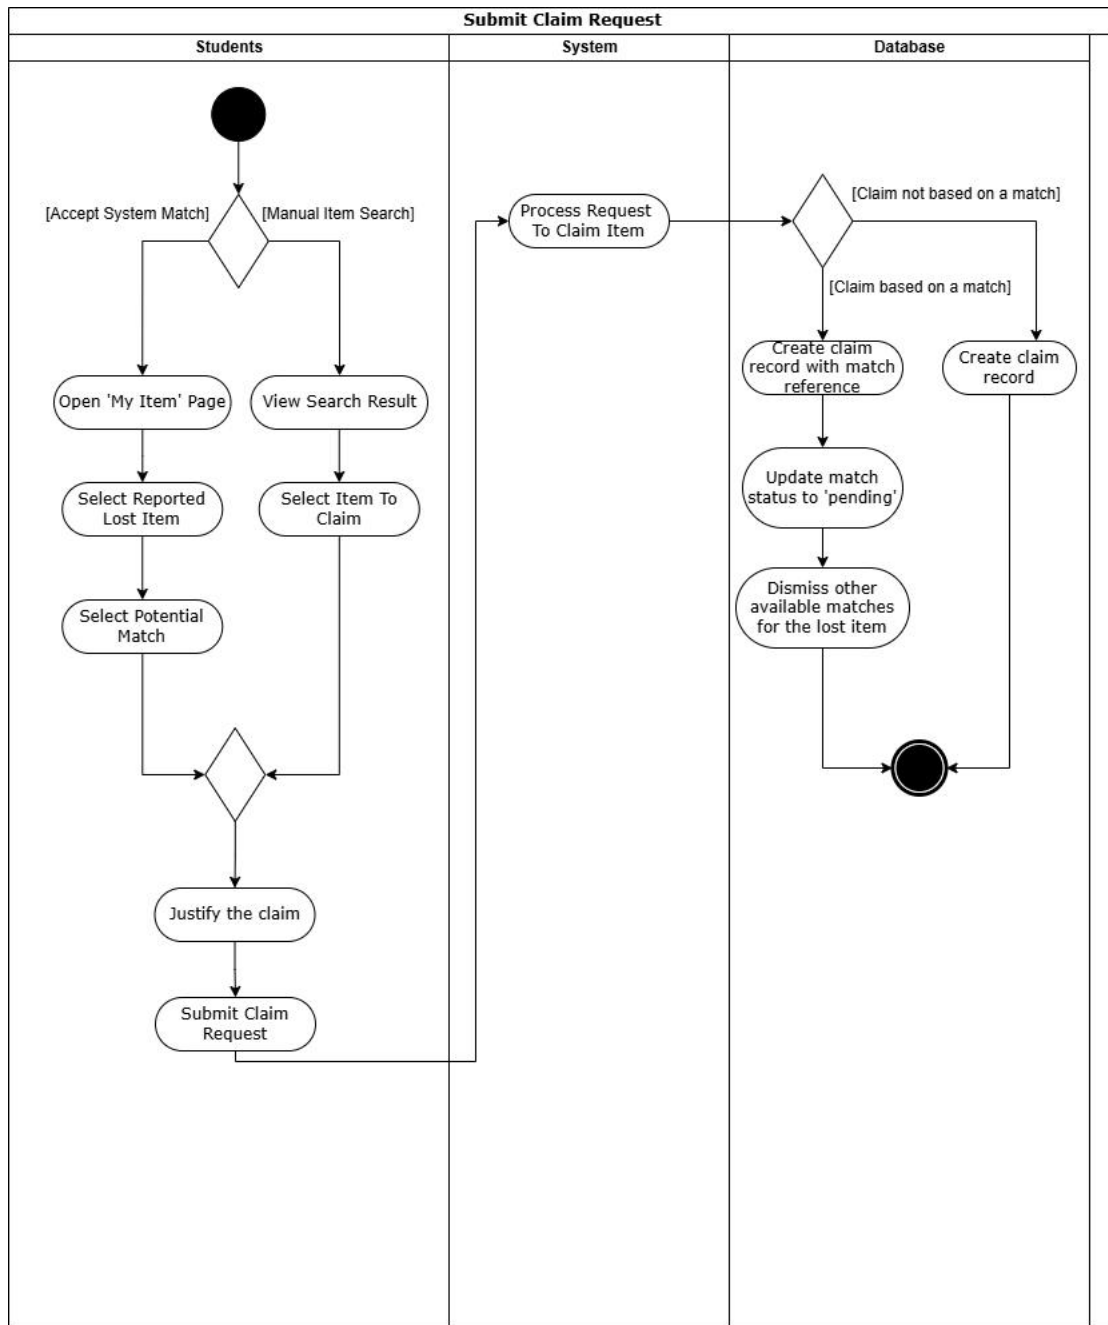 Submit Claim Request
Students
System
Database
[Accept System Match]
[Manual Item Search]
Open 'My Item' Page
View Search Result
Select Reported
Lost Item
Select Item To
Claim
Select Potential
Match
Justify the claim
Submit Claim
Request
Process Request
To Claim Item
[Claim not based on a match]
[Claim based on a match]
Create claim
record with match
reference
Create claim
record
Update match
status to 'pending'
Dismiss other
available matches
for the lost item